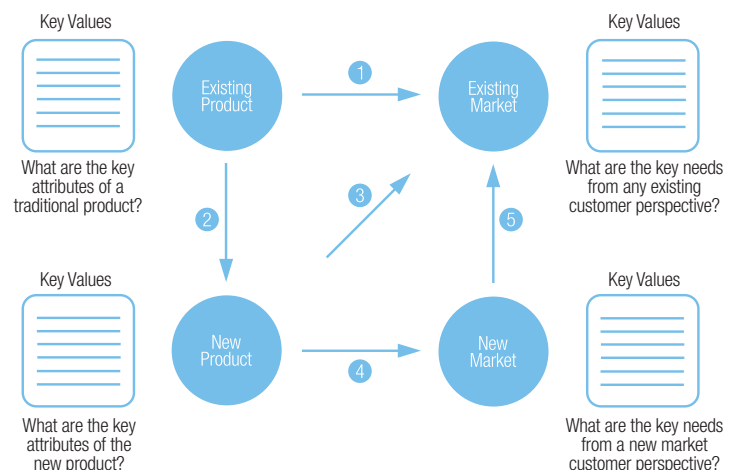 Key Values
Key Values
Existing
Product
1
Existing
Market
What are the key
attributes of a
traditional product?
What are the key needs
from any existing
customer perspective?
2
3
5
Key Values
Key Values
New
Product
4
New
Market
What are the key
attributes of the
new product?
What are the key needs
from a new market
customer perspective?